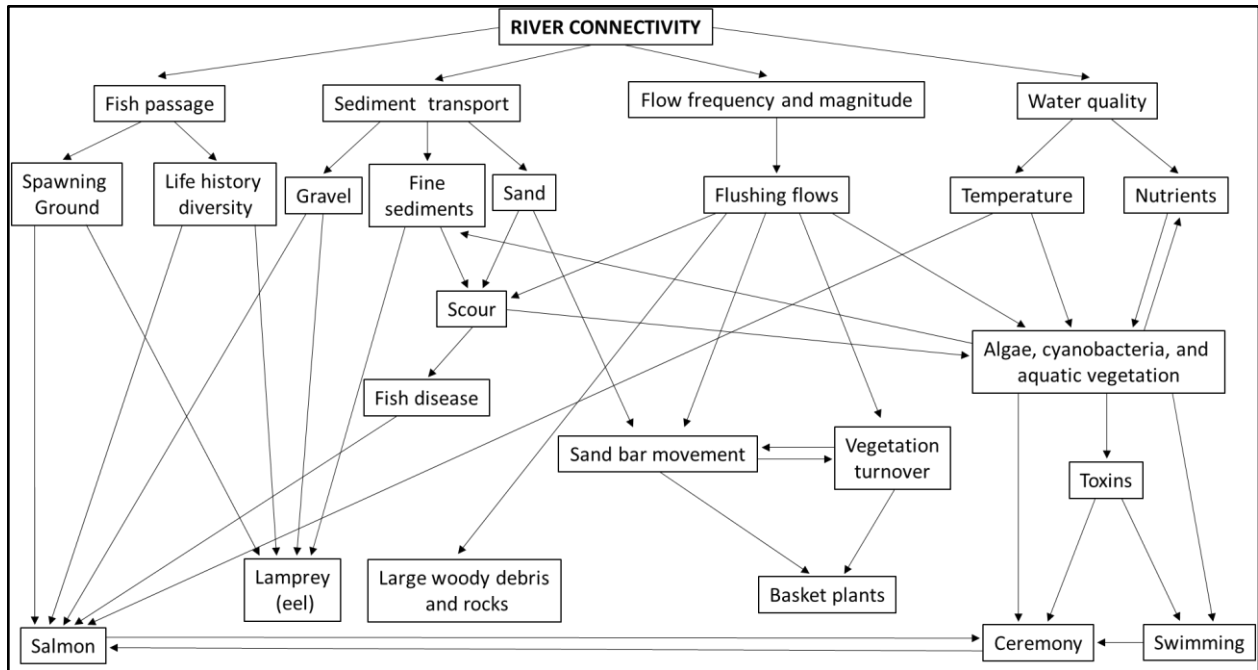 RIVER CONNECTIVITY
Fish passage
Sediment transport
Flow frequency and magnitude
Water quality
Spawning
Ground
Life history
diversity
Gravel
Fine
sediments
Sand
Flushing flows
Temperature
Nutrients
Scour
Algae, cyanobacteria, and
aquatic vegetation
Fish disease
Sand bar movement
Vegetation
turnover
Toxins
Lamprey
(eel)
Large woody debris
and rocks
Basket plants
Salmon
Ceremony
Swimming